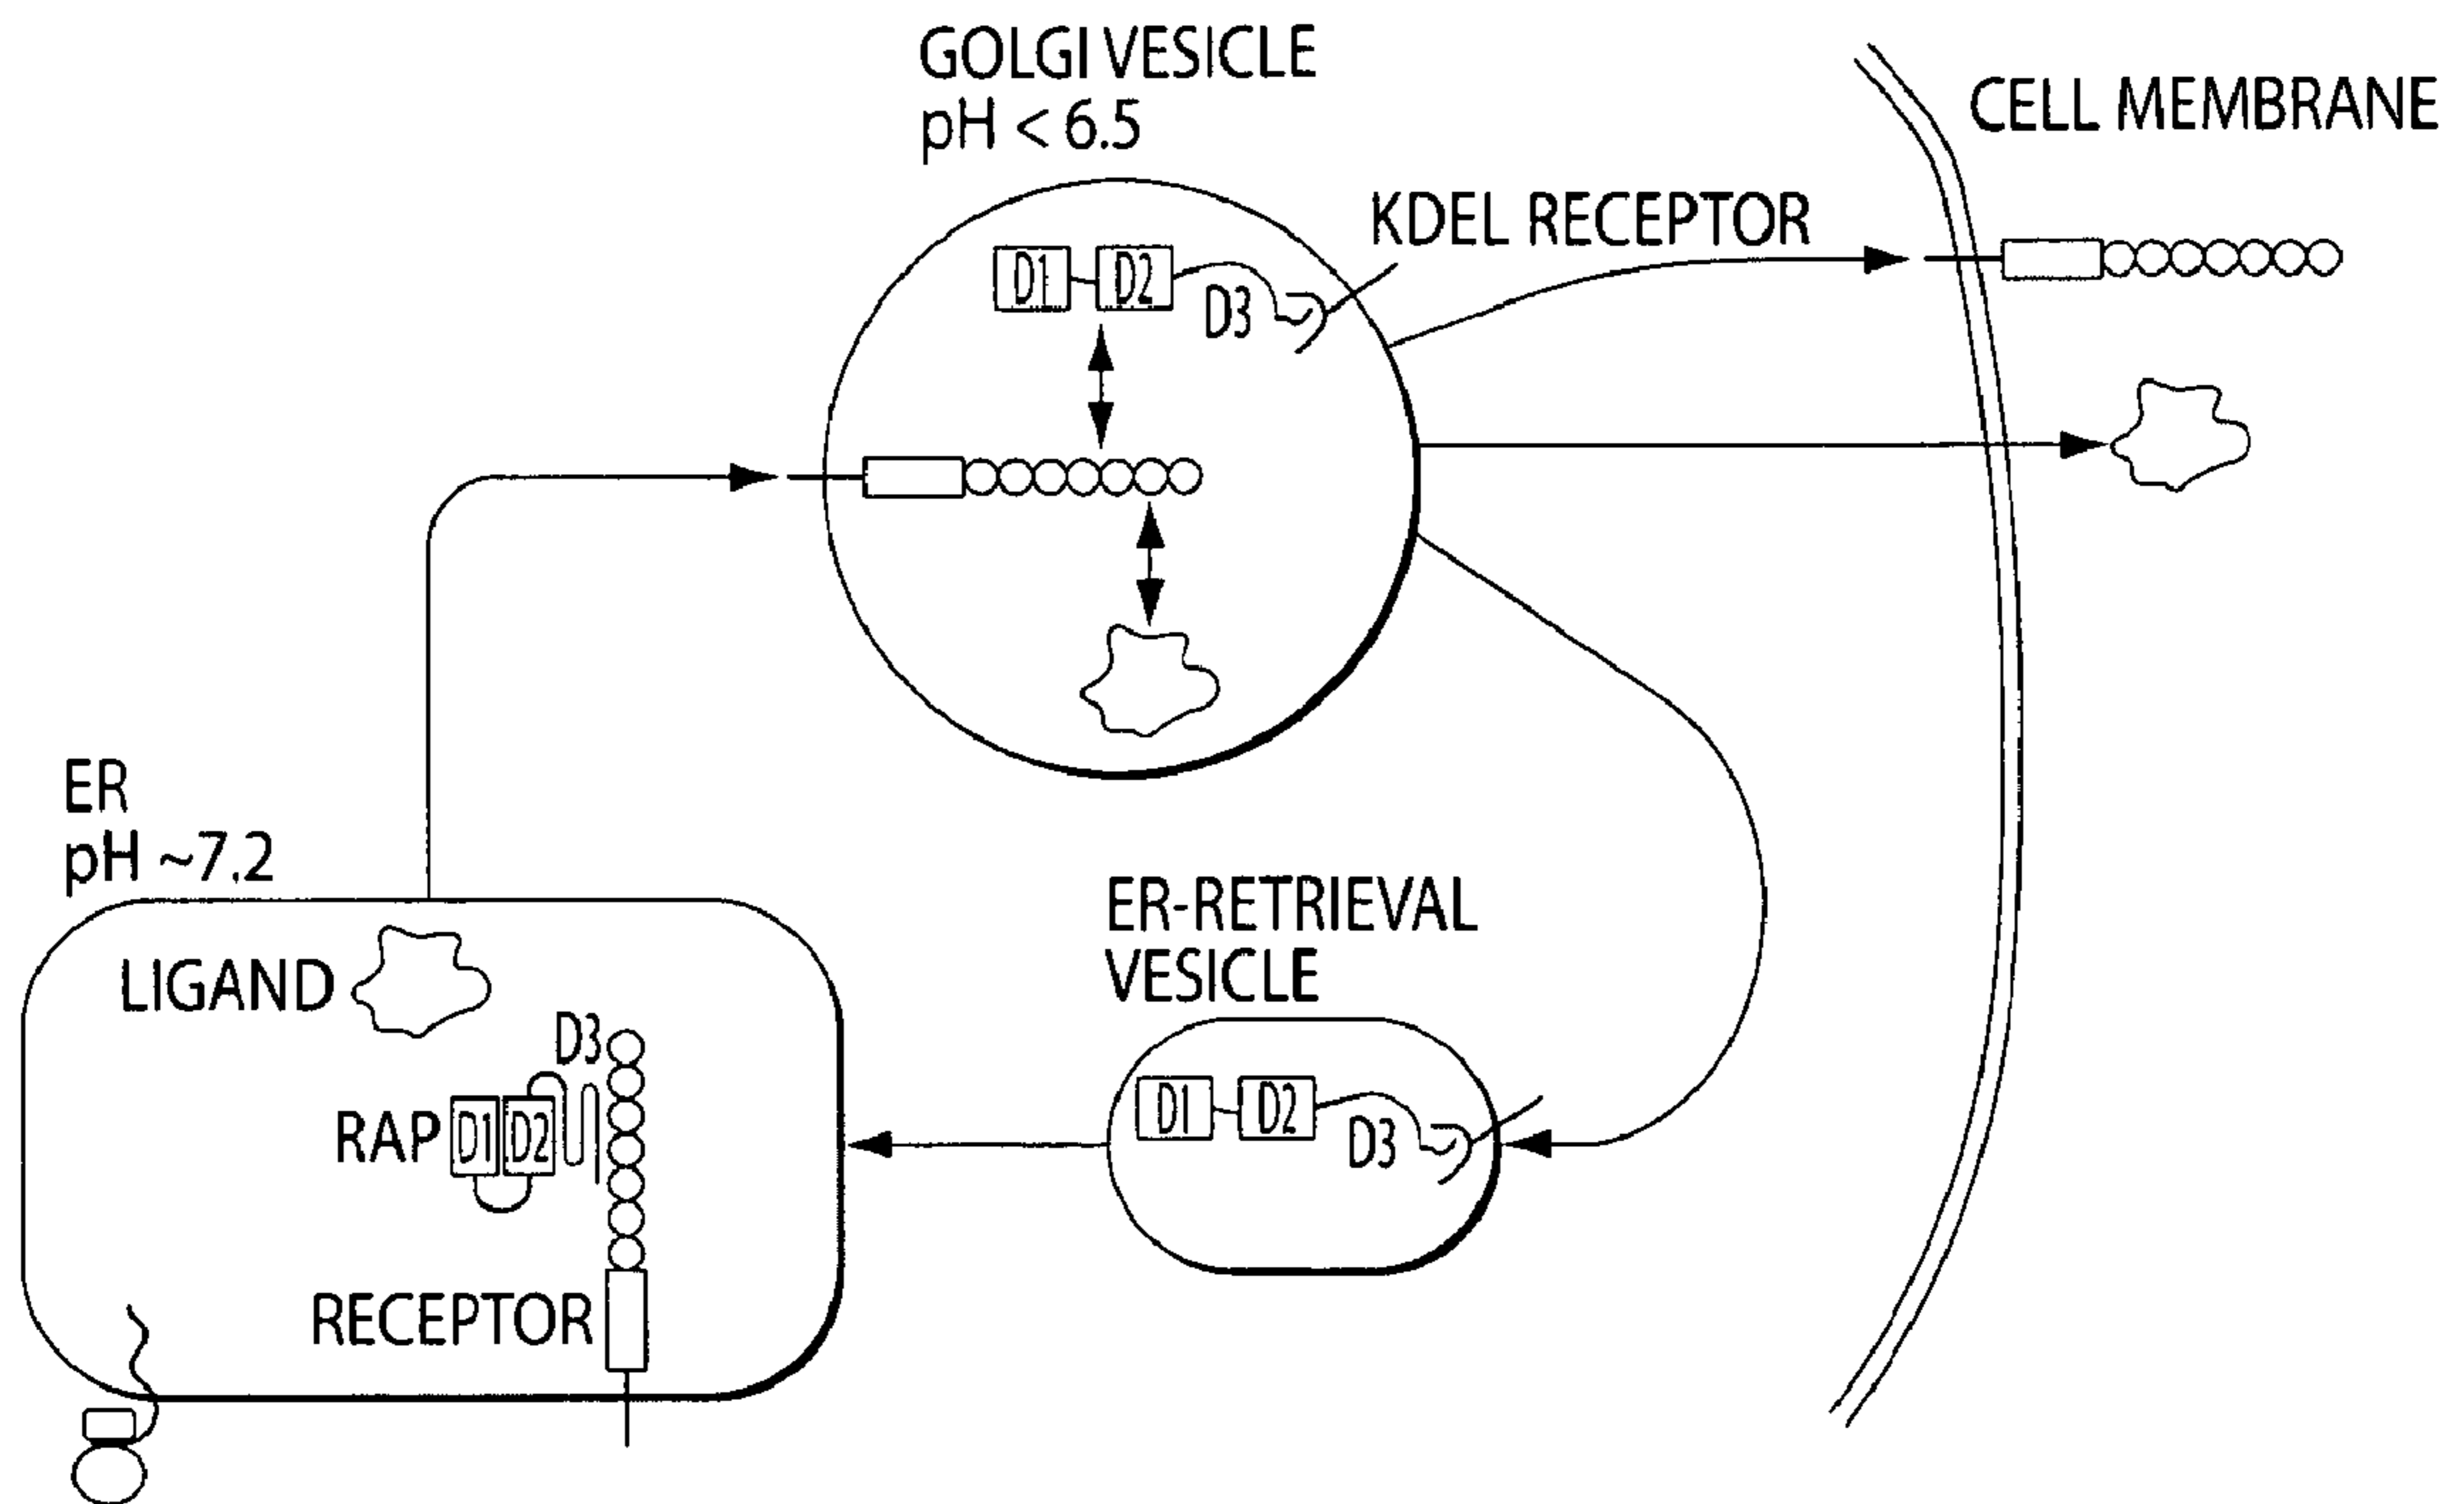 GOLGI VESICLE
pH < 6.5
CELL MEMBRANE
KDEL RECEPTOR
D1
D2
D3
ER
pH ~7.2
LIGAND
D3
RAP
D1
D2
RECEPTOR
ER-RETRIEVAL
VESICLE
D1
D2
D3